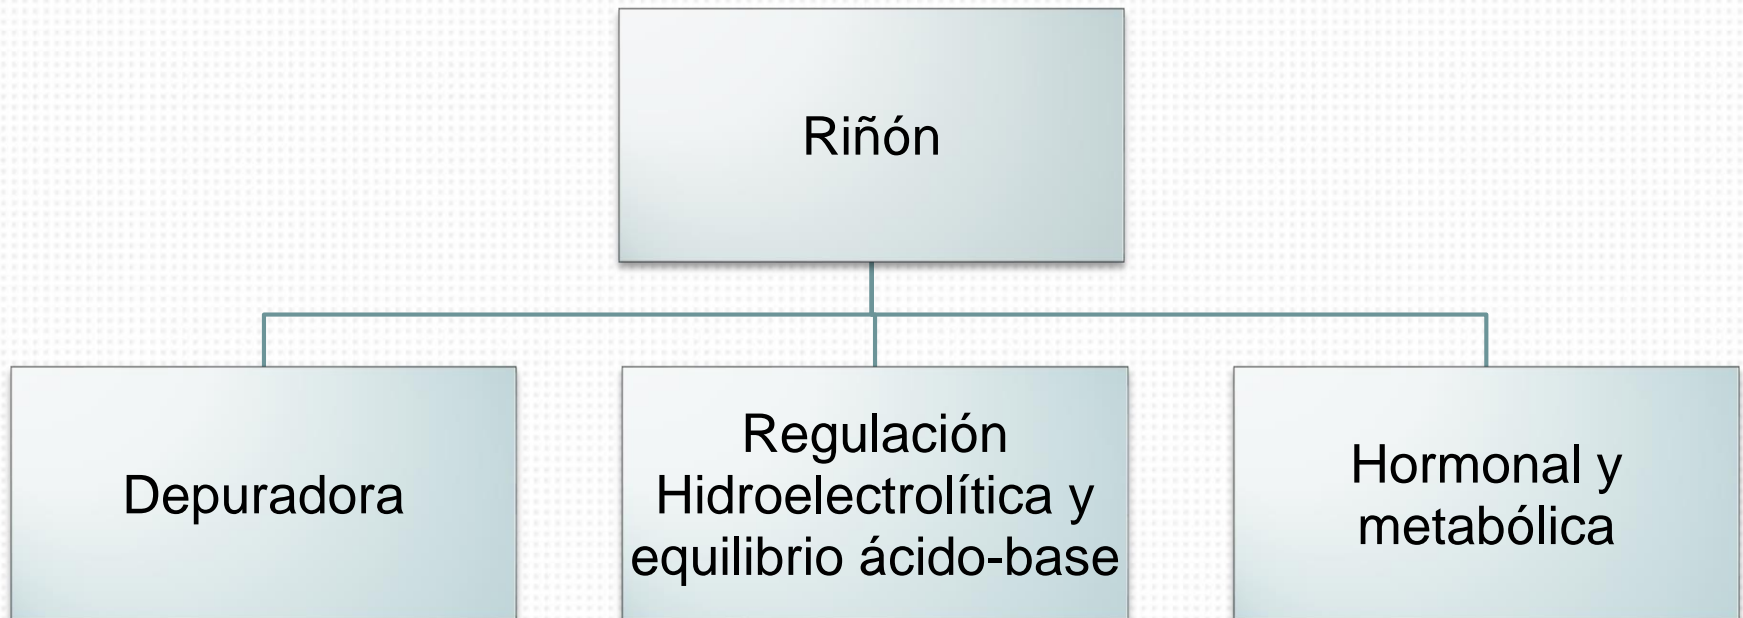 Riñón
Depuradora
Regulación
Hidroelectrolítica y
equilibrio ácido-base
Hormonal y
metabólica